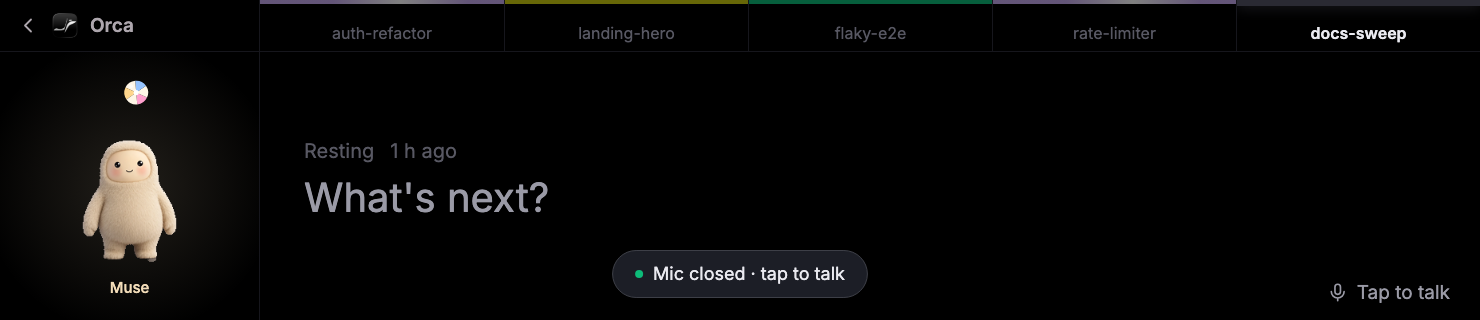 Orca
auth-refactor
landing-hero
flaky-e2e
rate-limiter
docs-sweep
Resting 1 h ago
What's next?
Mic closed · tap to talk
Muse
Tap to talk